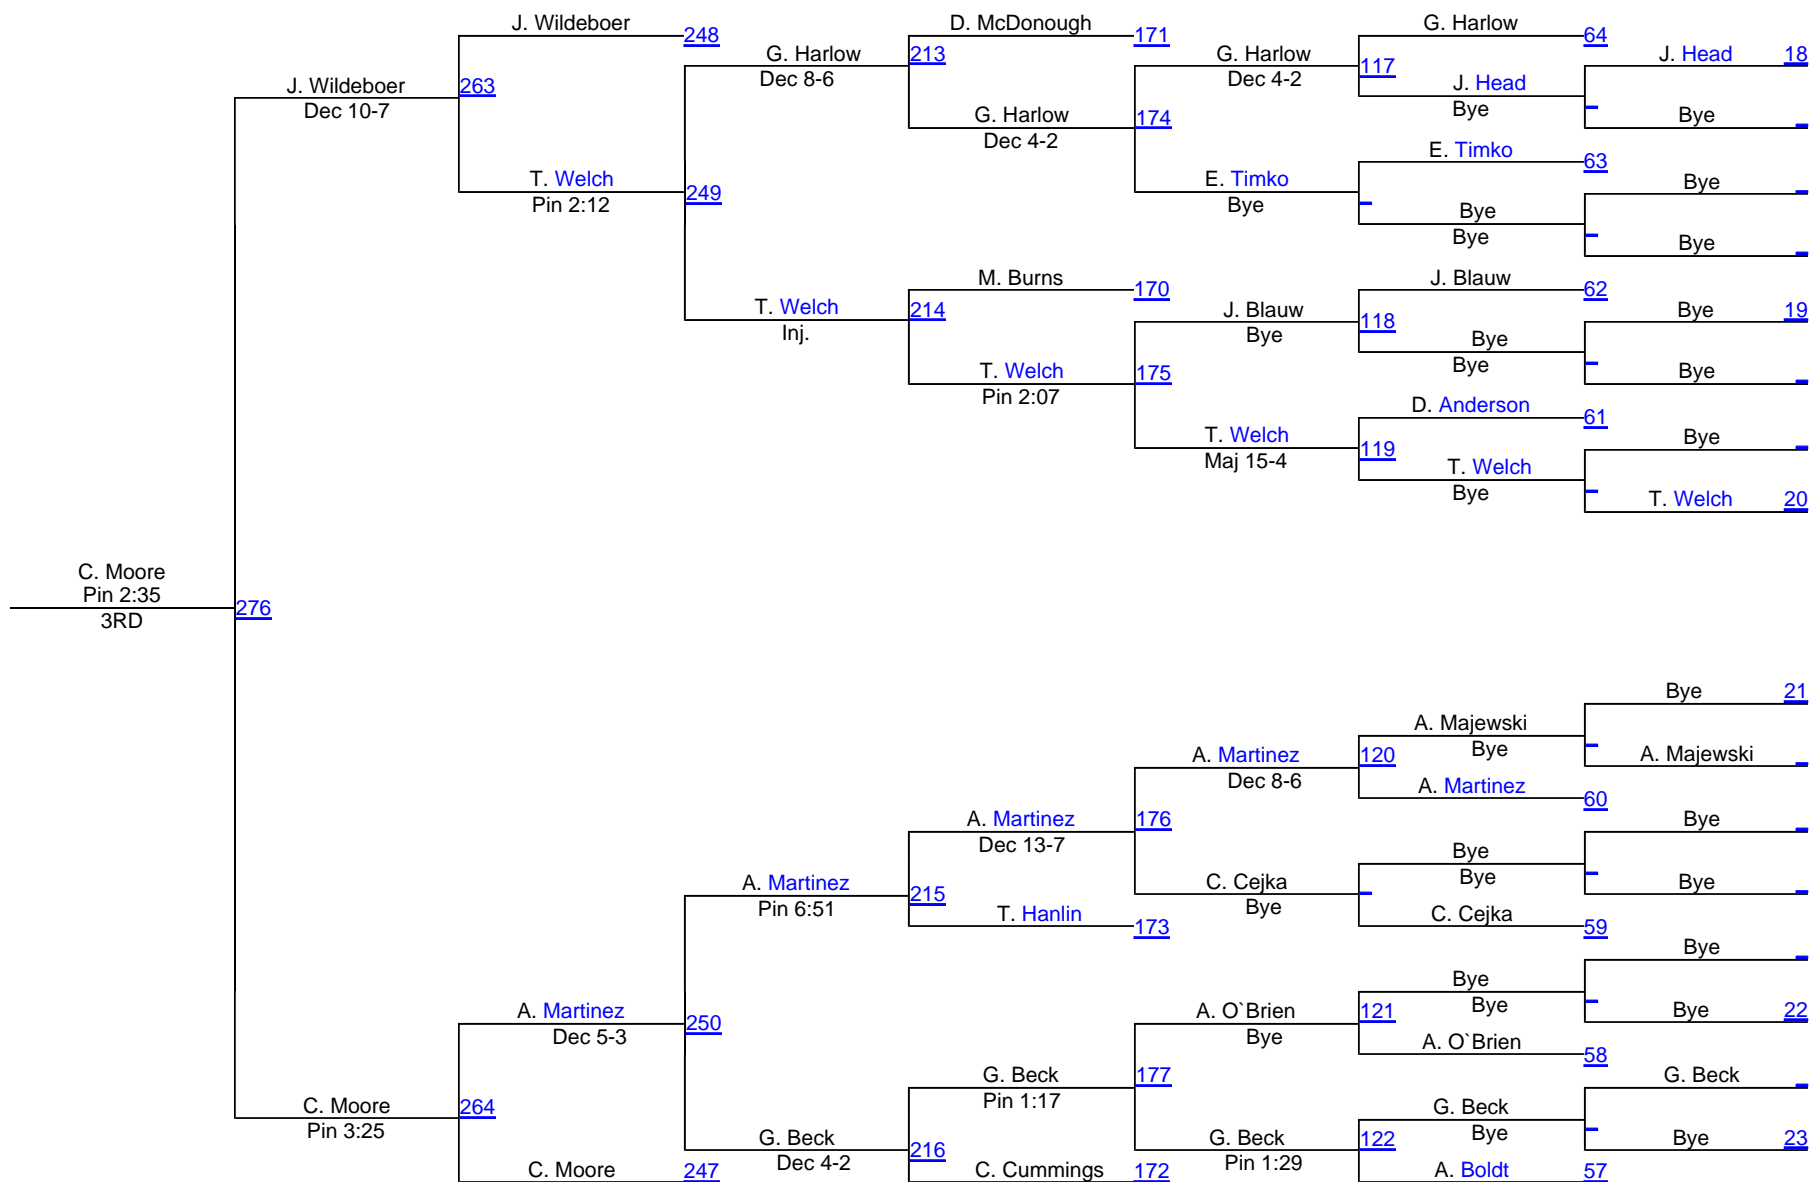 J. Wildeboer 248
D. McDonough 171
G. Harlow 64
G. Harlow 213
Dec 8-6
G. Harlow 117
Dec 4-2
J. Head 18
J. Wildeboer 263
Dec 10-7
J. Head
Bye
Bye
G. Harlow 174
Dec 4-2
E. Timko 63
T. Welch 249
Pin 2:12
E. Timko
Bye
Bye
Bye
Bye
Bye
M. Burns 170
J. Blauw 62
T. Welch 214
Inj.
J. Blauw 118
Bye
Bye 19
Bye
Bye
Bye
T. Welch 175
Pin 2:07
D. Anderson 61
T. Welch 119
Maj 15-4
Bye
T. Welch
Bye
T. Welch 20
C. Moore
Pin 2:35
276
3RD
Bye 21
A. Majewski
Bye
A. Martinez 120
Dec 8-6
A. Majewski
A. Martinez 60
A. Martinez 176
Dec 13-7
Bye
Bye
Bye
A. Martinez 215
Pin 6:51
C. Cejka
Bye
Bye
T. Hanlin 173
C. Cejka 59
Bye
Bye
Bye
A. Martinez 250
Dec 5-3
A. O`Brien 121
Bye
Bye 22
A. O`Brien 58
G. Beck 177
Pin 1:17
G. Beck
C. Moore 264
Pin 3:25
G. Beck
Bye
G. Beck 216
Dec 4-2
G. Beck 122
Pin 1:29
Bye 23
C. Moore 247
C. Cummings 172
A. Boldt 57